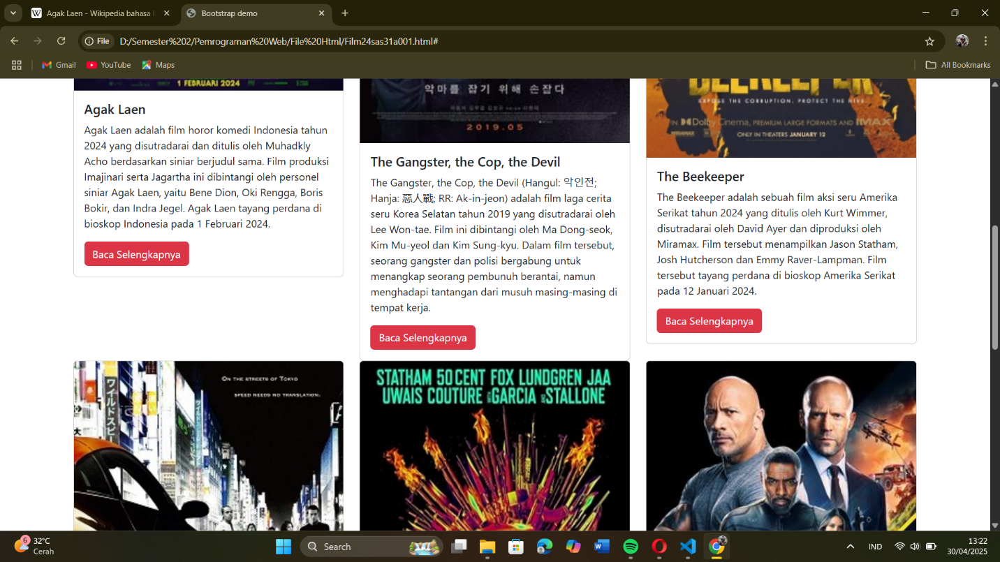 Agak Laen - Wikipedia bahasa
Bootstrap demo
File
D:/Semester%202/Pemrograman%20Web/File%20Html/Film24sas31a001.html#
Gmail
YouTube
Maps
All Bookmarks
1 FEBRUARI 2024
Agak Laen
Agak Laen adalah film horor komedi Indonesia tahun
2024 yang disutradarai dan ditulis oleh Muhadkly
Acho berdasarkan siniar berjudul sama. Film produksi
Imajinari serta Jagartha ini dibintangi oleh personel
siniar Agak Laen, yaitu Bene Dion, Oki Rengga, Boris
Bokir, dan Indra Jegel. Agak Laen tayang perdana di
bioskop Indonesia pada 1 Februari 2024.
Baca Selengkapnya
악마를 잡기 위해 손잡다
2019.05
The Gangster, the Cop, the Devil
The Gangster, the Cop, the Devil (Hangul: 악인전;
Hanja: 惡人戰; RR: Ak-in-jeon) adalah film laga cerita
seru Korea Selatan tahun 2019 yang disutradarai oleh
Lee Won-tae. Film ini dibintangi oleh Ma Dong-seok,
Kim Mu-yeol dan Kim Sung-kyu. Dalam film tersebut,
seorang gangster dan polisi bergabung untuk
menangkap seorang pembunuh berantai, namun
menghadapi tantangan dari musuh masing-masing di
tempat kerja.
Baca Selengkapnya
BEEKEEPER
EXPOSE THE CORRUPTION. PROTECT THE HIVE.
IN Dolby Cinema, PREMIUM LARGE FORMATS AND IMAX
MIRAMAX
ONLY IN THEATERS JANUARY 12
The Beekeeper
The Beekeeper adalah sebuah film aksi seru Amerika
Serikat tahun 2024 yang ditulis oleh Kurt Wimmer,
disutradarai oleh David Ayer dan diproduksi oleh
Miramax. Film tersebut menampilkan Jason Statham,
Josh Hutcherson dan Emmy Raver-Lampman. Film
tersebut tayang perdana di bioskop Amerika Serikat
pada 12 Januari 2024.
Baca Selengkapnya
ON THE STREETS OF TOKYO
SPEED NEEDS NO TRANSLATION..
ワイルドスピード
STATHAM 50 CENT FOX LUNDGREN JAA
UWAIS COUTURE GARCIA STALLONE
6
32°C
Cerah
Search
IND
13:22
30/04/2025